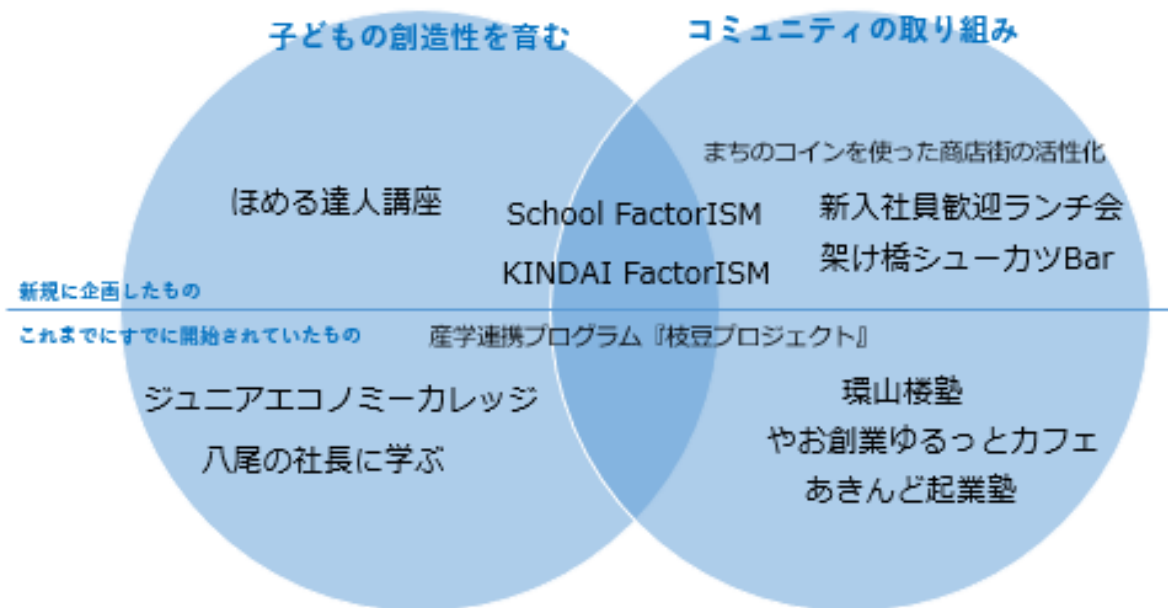 子どもの創造性を育む
コミュニティの取り組み
まちのコインを使った商店街の活性化
ほめる達人講座
School FactorISM
新入社員歓迎ランチ会
KINDAI FactorISM
架け橋シューカツBar
新規に企画したもの
これまでにすでに開始されていたもの
産学連携プログラム『枝豆プロジェクト』
ジュニアエコノミーカレッジ
環山楼塾
八尾の社長に学ぶ
やお創業ゆるっとカフェ
あきんど起業塾